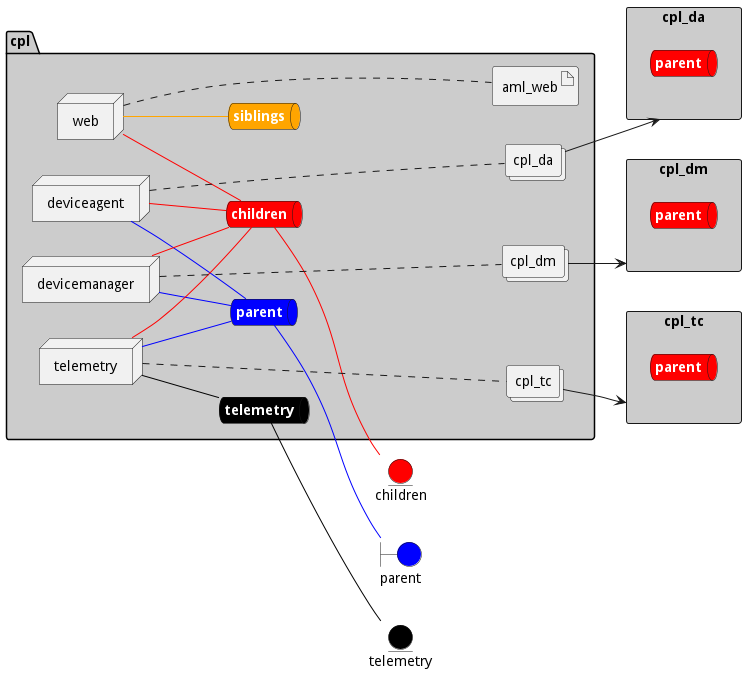 cpl
web
siblings
aml_web
cpl_da
deviceagent
children
devicemanager
cpl_dm
parent
telemetry
cpl_tc
telemetry
cpl_da
parent
cpl_dm
parent
cpl_tc
parent
children
parent
telemetry